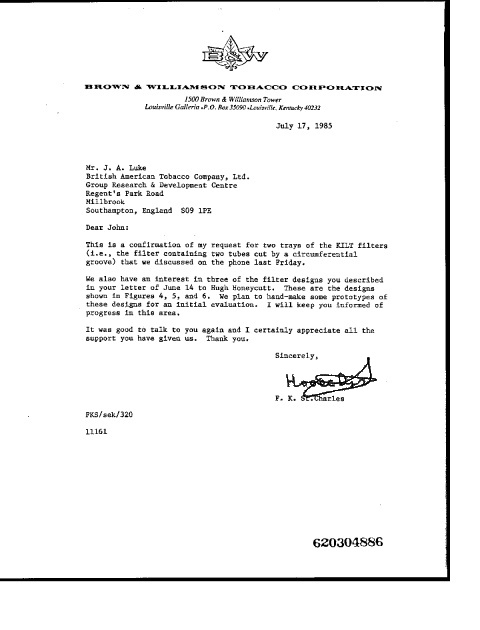 B&W
BROWN & WILLIAMSON TOBACCO CORPORATION
1500 Brown & Williamson Tower
Louisville Galleria • P.O. Box 35090 • Louisville, Kentucky 40232
July 17, 1985
Mr. J. A. Luke
British American Tobacco Company, Ltd.
Group Research & Development Centre
Regent's Park Road
Millbrook
Southampton, England S09 1PE
Dear John:
This is a confirmation of my request for two trays of the KILT filters
(i.e., the filter containing two tubes cut by a circumferential
groove) that we discussed on the phone last Friday.
We also have an interest in three of the filter designs you described
in your letter of June 14 to Hugh Honeycutt. These are the designs
shown in Figures 4, 5, and 6. We plan to hand-make some prototypes of
these designs for an initial evaluation. I will keep you informed of
progress in this area.
It was good to talk to you again and I certainly appreciate all the
support you have given us. Thank you.
Sincerely,
F. K. St.Charles
FKS/sek/320
11161
620304886